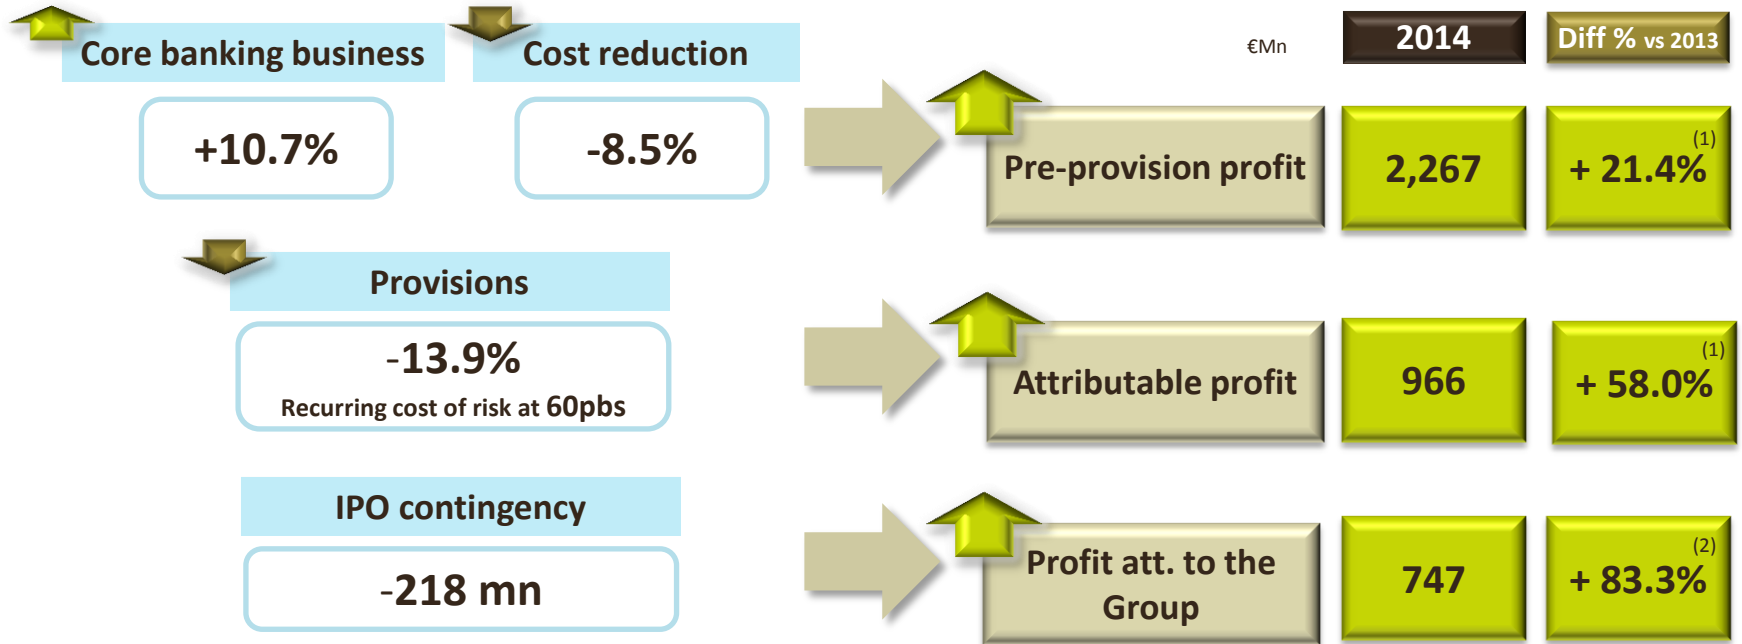 Core banking business
Cost reduction
€Mn
2014
Diff % vs 2013
+10.7%
-8.5%
Pre-provision profit
2,267
+ 21.4% (1)
Provisions
-13.9%
Recurring cost of risk at 60pbs
Attributable profit
966
+ 58.0% (1)
IPO contingency
-218 mn
Profit att. to the
Group
747
+ 83.3% (2)